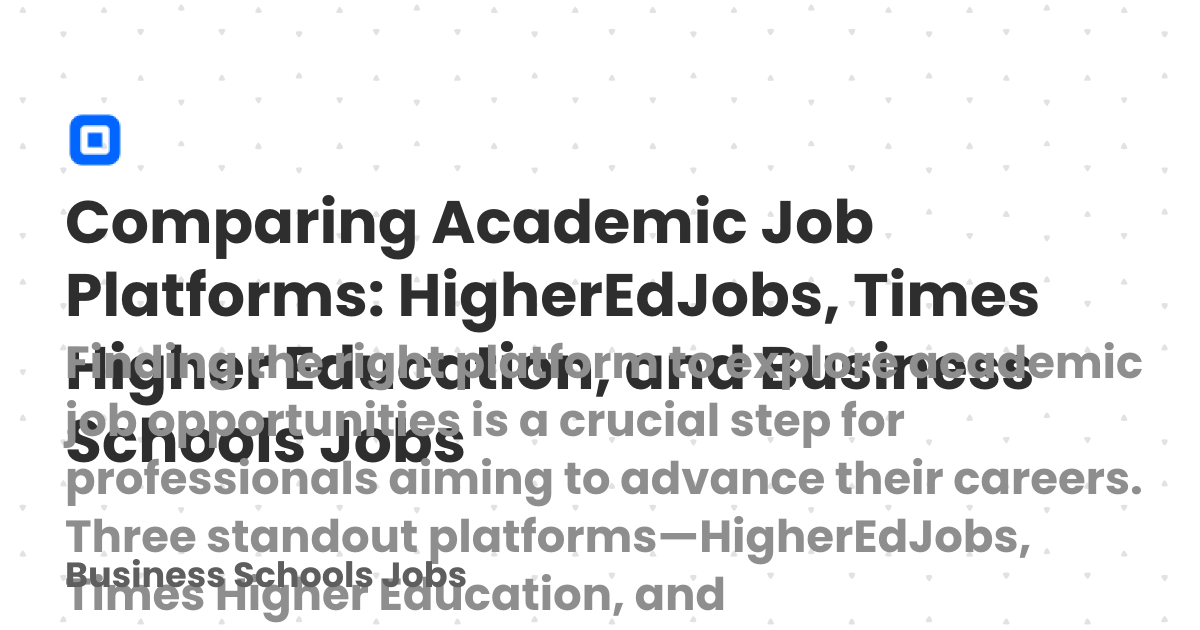 Comparing Academic Job
Platforms: HigherEdJobs, Times
Higher Education, and Business
Schools Jobs
Finding the right platform to explore academic
job opportunities is a crucial step for
professionals aiming to advance their careers.
Three standout platforms—HigherEdJobs,
Times Higher Education, and
Business Schools Jobs